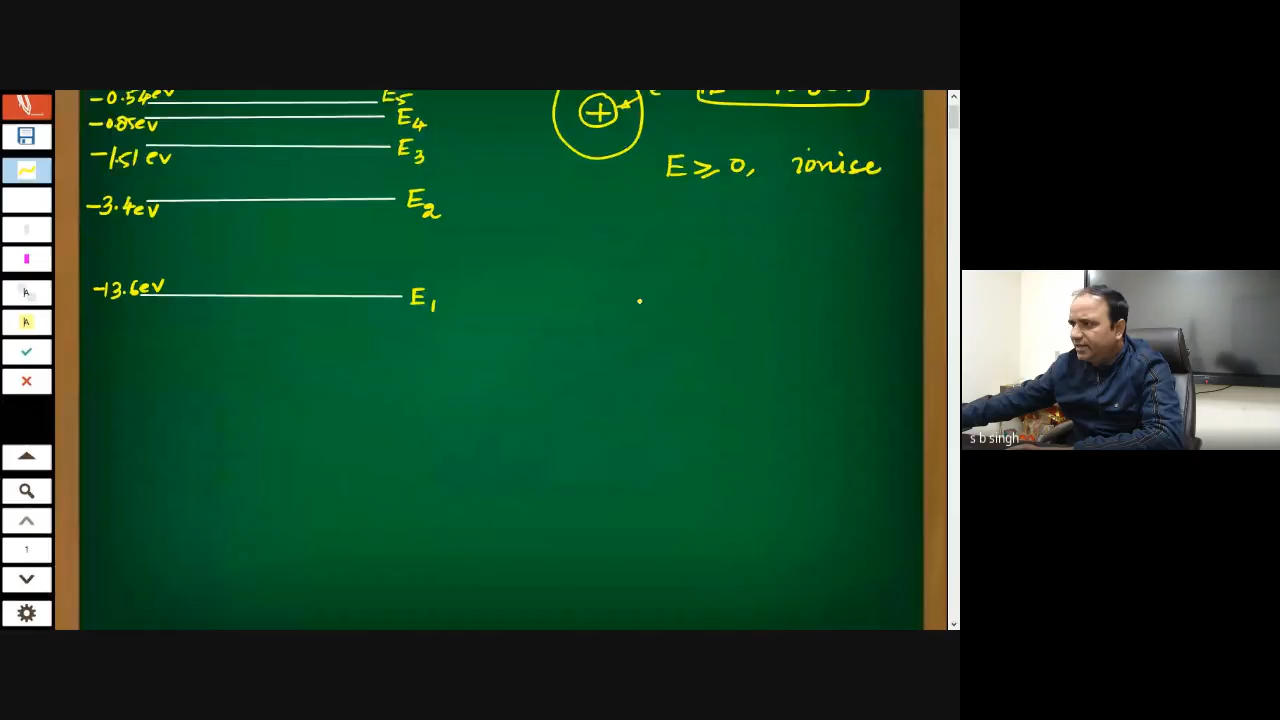 -0.54ev E5
-0.85ev E4
-1.51 ev E3
-3.4ev E2
-13.6ev E1
E ⩾ 0, ionise
s b singh
1